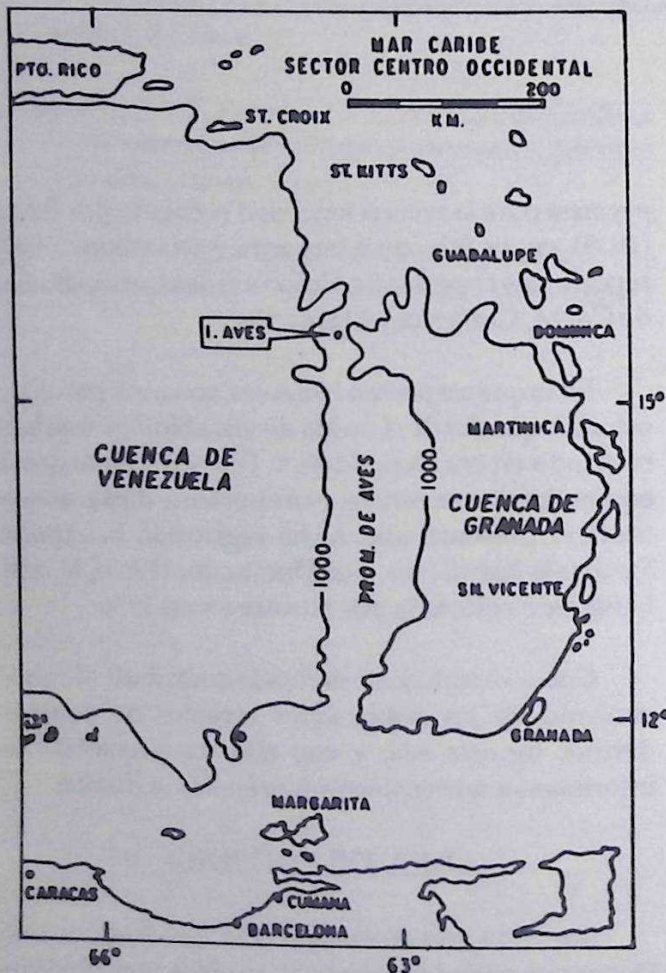 MAR CARIBE
SECTOR CENTRO OCCIDENTAL
0 200
KM.
PTO. RICO
ST. CROIX
ST. KITTS
GUADALUPE
I. AVES
DOMINICA
15°
MARTINICA
CUENCA DE
VENEZUELA
1000
PROM. DE AVES
1000
CUENCA DE
GRANADA
SN. VICENTE
12°
GRANADA
MARGARITA
CARACAS
CUMANA
BARCELONA
66° 63°